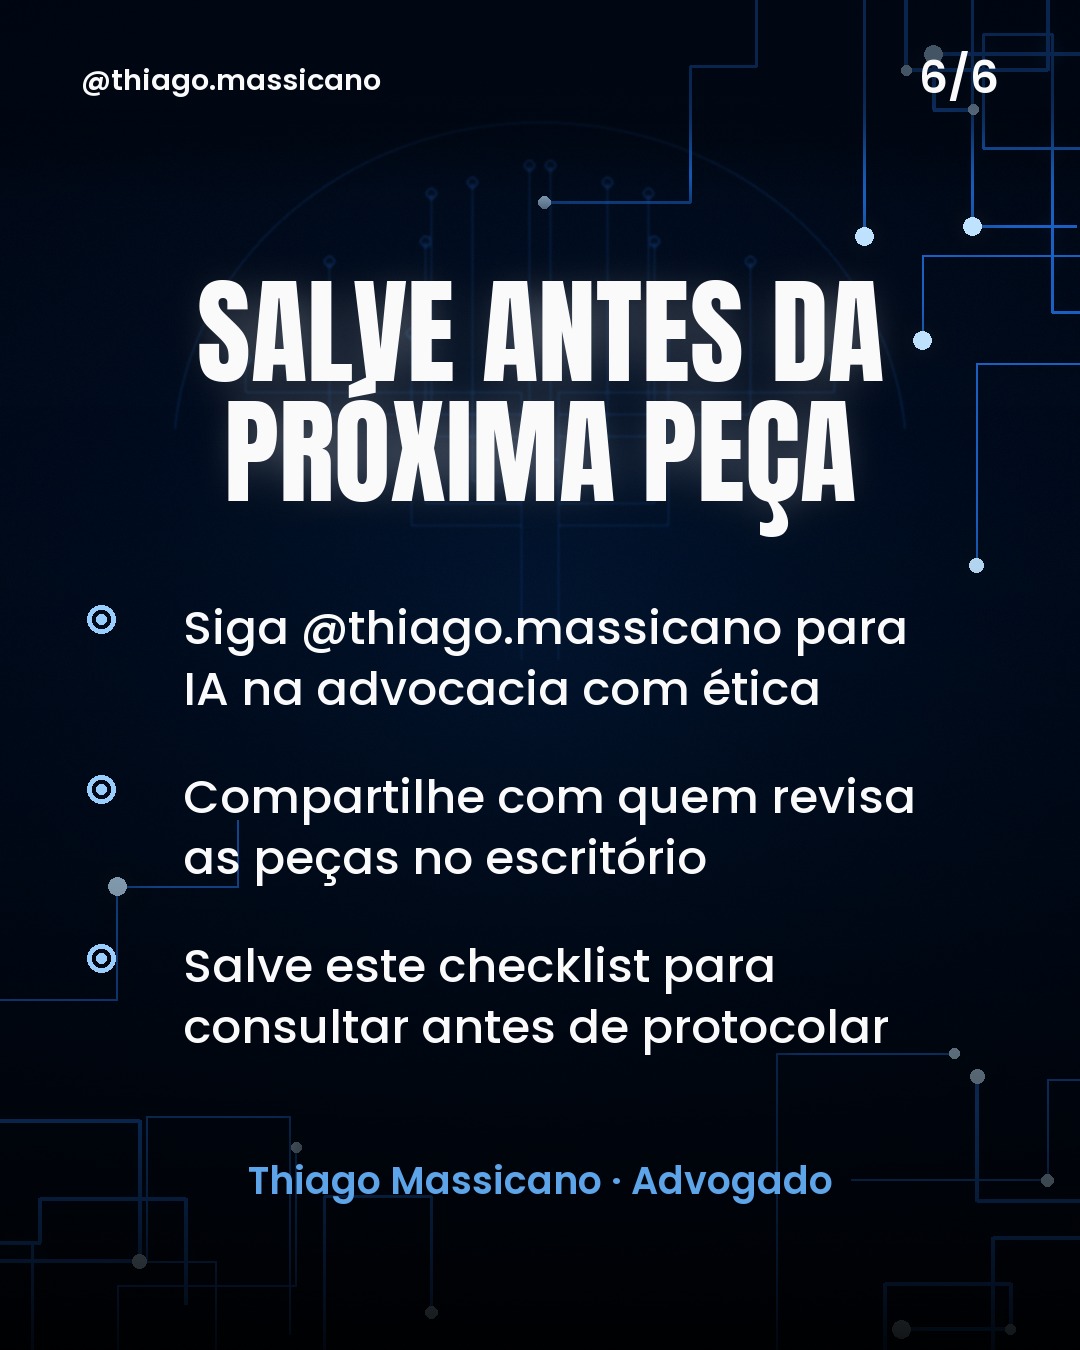 @thiago.massicano
6/6
SALVE ANTES DA
PRÓXIMA PEÇA
Siga @thiago.massicano para
IA na advocacia com ética
Compartilhe com quem revisa
as peças no escritório
Salve este checklist para
consultar antes de protocolar
Thiago Massicano · Advogado